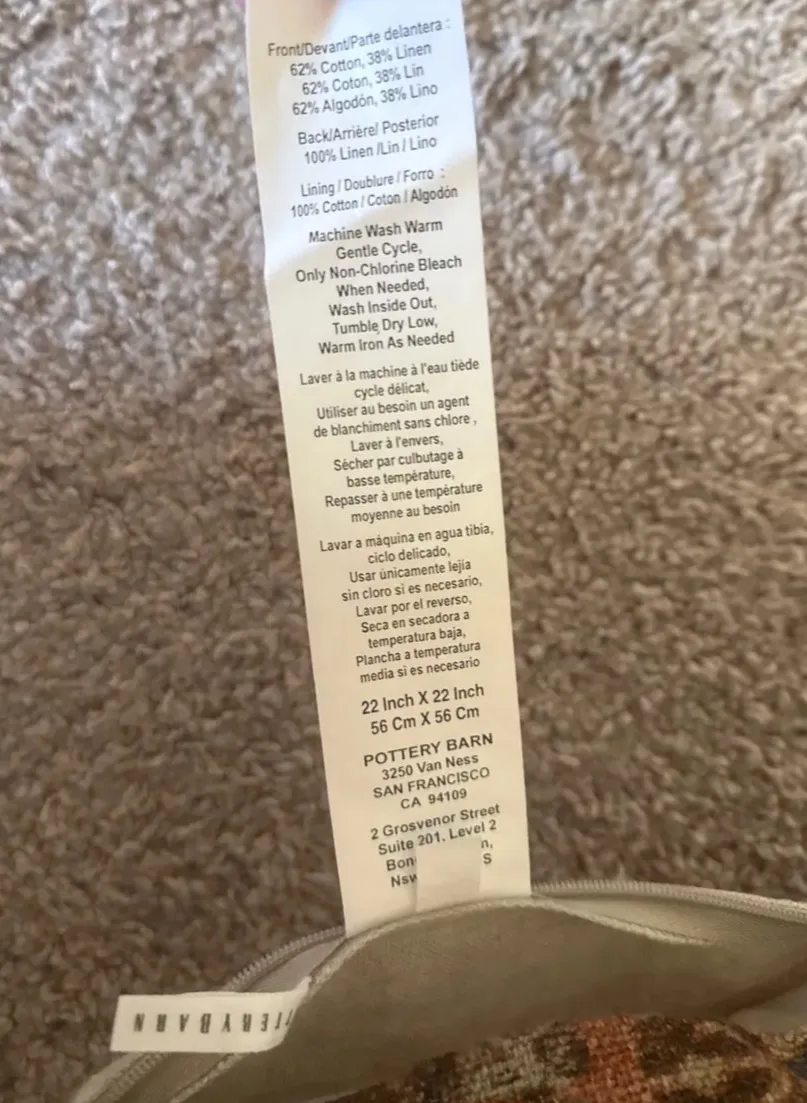 Front/Devant/Parte delantera :
62% Cotton, 38% Linen
62% Coton, 38% Lin
62% Algodón, 38% Lino
Back/Arrière/ Posterior
100% Linen /Lin / Lino
Lining / Doublure / Forro :
100% Cotton / Coton / Algodón
Machine Wash Warm
Gentle Cycle,
Only Non-Chlorine Bleach
When Needed,
Wash Inside Out,
Tumble Dry Low,
Warm Iron As Needed
Laver à la machine à l'eau tiède
cycle délicat,
Utiliser au besoin un agent
de blanchiment sans chlore ,
Laver à l'envers,
Sécher par culbutage à
basse température,
Repasser à une température
moyenne au besoin
Lavar a máquina en agua tibia,
ciclo delicado,
Usar únicamente lejía
sin cloro si es necesario,
Lavar por el reverso,
Seca en secadora a
temperatura baja,
Plancha a temperatura
media si es necesario
22 Inch X 22 Inch
56 Cm X 56 Cm
POTTERY BARN
3250 Van Ness
SAN FRANCISCO
CA 94109
2 Grosvenor Street
Suite 201. Level 2
Nsw
BARN